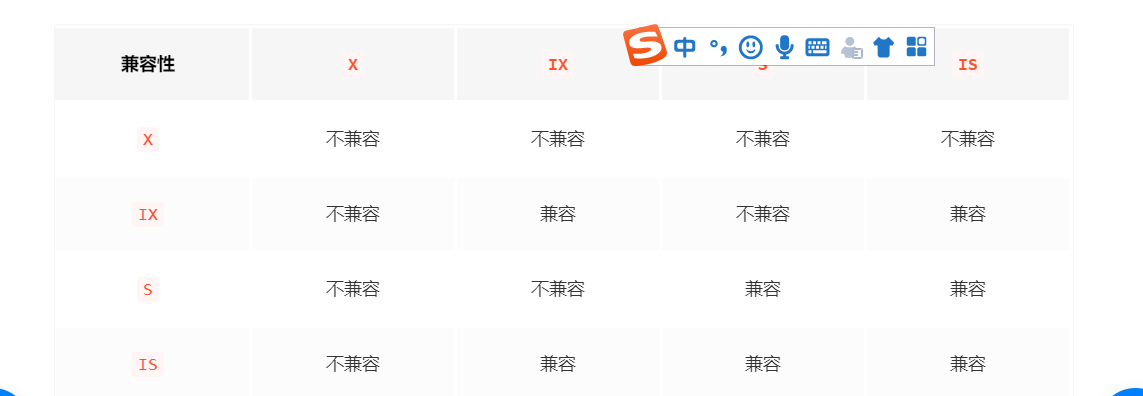 兼容性 X IX S IS
中
X 不兼容 不兼容 不兼容 不兼容
IX 不兼容 兼容 不兼容 兼容
S 不兼容 不兼容 兼容 兼容
IS 不兼容 兼容 兼容 兼容